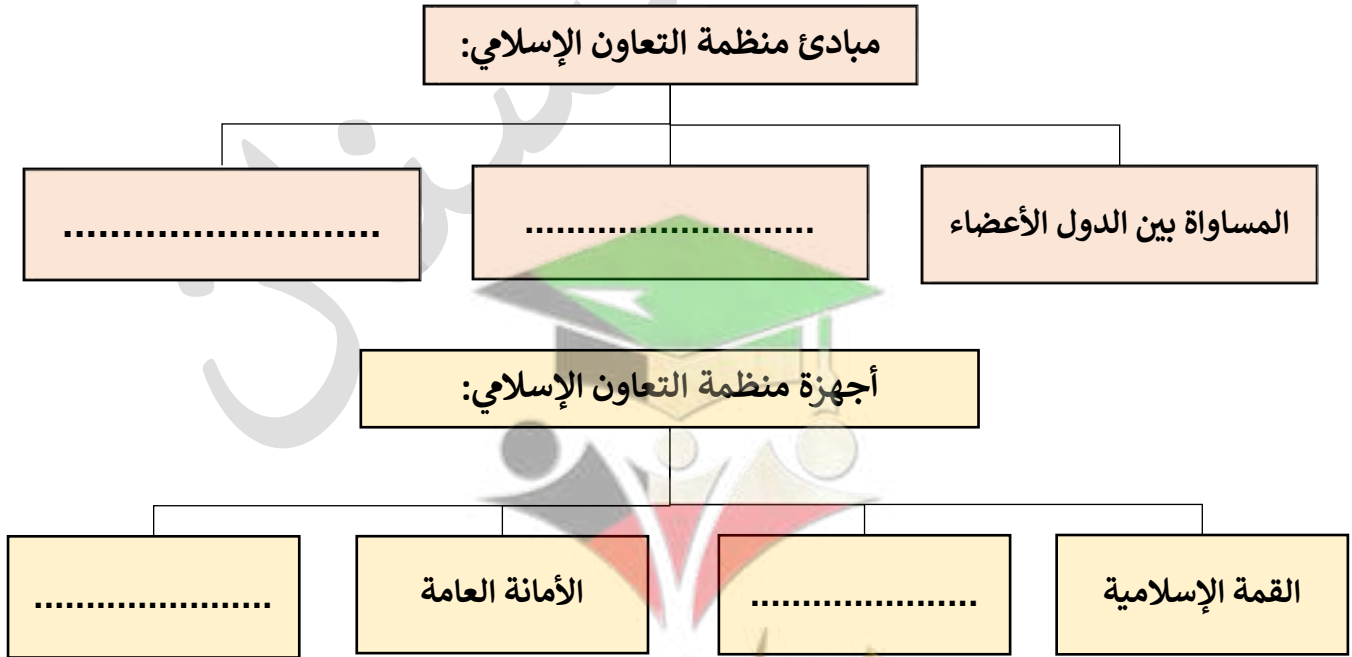 مبادئ منظمة التعاون الإسلامي:
المساواة بين الدول الأعضاء
...........................
...........................
أجهزة منظمة التعاون الإسلامي:
القمة الإسلامية
......................
الأمانة العامة
.......................